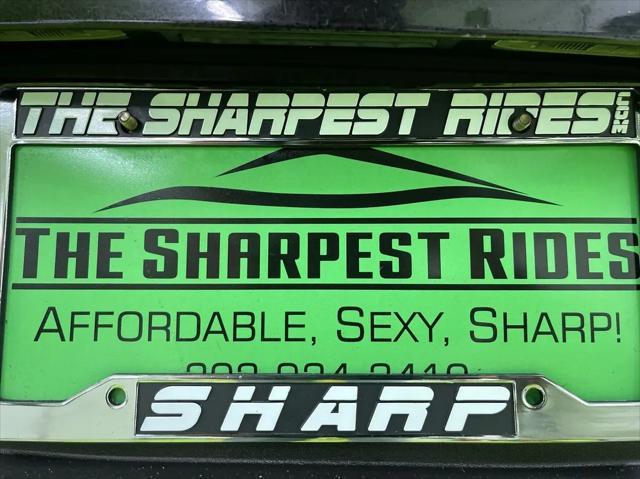 THE SHARPEST RIDES.COM
THE SHARPEST RIDES
AFFORDABLE, SEXY, SHARP!
SHARP